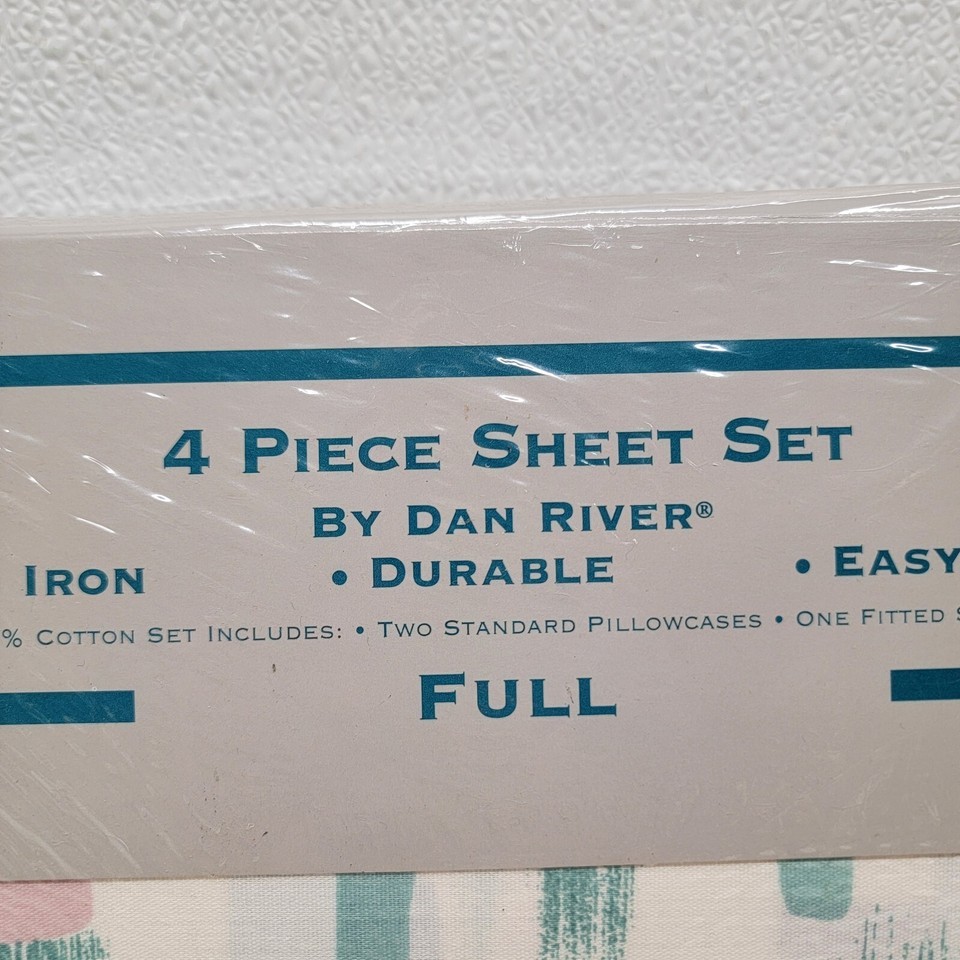 4 PIECE SHEET SET
BY DAN RIVER®
IRON • DURABLE • EASY
% COTTON SET INCLUDES: • TWO STANDARD PILLOWCASES • ONE FITTED
FULL